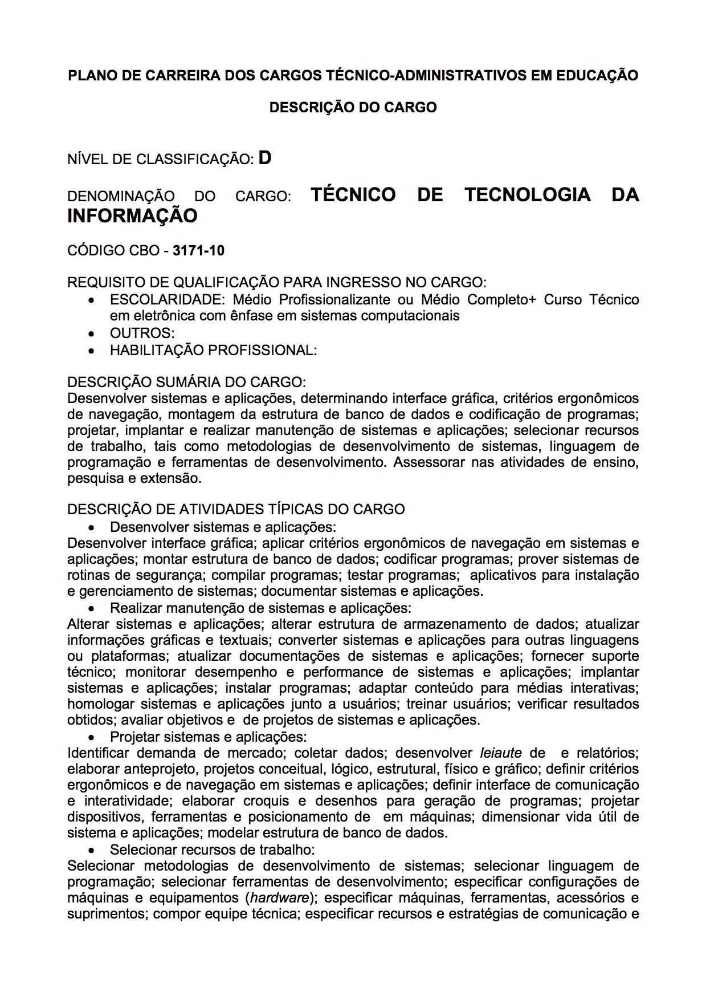 PLANO DE CARREIRA DOS CARGOS TÉCNICO-ADMINISTRATIVOS EM EDUCAÇÃO
DESCRIÇÃO DO CARGO
NÍVEL DE CLASSIFICAÇÃO: D
DENOMINAÇÃO DO CARGO: TÉCNICO DE TECNOLOGIA DA
INFORMAÇÃO
CÓDIGO CBO - 3171-10
REQUISITO DE QUALIFICAÇÃO PARA INGRESSO NO CARGO:
• ESCOLARIDADE: Médio Profissionalizante ou Médio Completo+ Curso Técnico
em eletrônica com ênfase em sistemas computacionais
• OUTROS:
• HABILITAÇÃO PROFISSIONAL:
DESCRIÇÃO SUMÁRIA DO CARGO:
Desenvolver sistemas e aplicações, determinando interface gráfica, critérios ergonômicos
de navegação, montagem da estrutura de banco de dados e codificação de programas;
projetar, implantar e realizar manutenção de sistemas e aplicações; selecionar recursos
de trabalho, tais como metodologias de desenvolvimento de sistemas, linguagem de
programação e ferramentas de desenvolvimento. Assessorar nas atividades de ensino,
pesquisa e extensão.
DESCRIÇÃO DE ATIVIDADES TÍPICAS DO CARGO
• Desenvolver sistemas e aplicações:
Desenvolver interface gráfica; aplicar critérios ergonômicos de navegação em sistemas e
aplicações; montar estrutura de banco de dados; codificar programas; prover sistemas de
rotinas de segurança; compilar programas; testar programas;  aplicativos para instalação
e gerenciamento de sistemas; documentar sistemas e aplicações.
• Realizar manutenção de sistemas e aplicações:
Alterar sistemas e aplicações; alterar estrutura de armazenamento de dados; atualizar
informações gráficas e textuais; converter sistemas e aplicações para outras linguagens
ou plataformas; atualizar documentações de sistemas e aplicações; fornecer suporte
técnico; monitorar desempenho e performance de sistemas e aplicações; implantar
sistemas e aplicações; instalar programas; adaptar conteúdo para médias interativas;
homologar sistemas e aplicações junto a usuários; treinar usuários; verificar resultados
obtidos; avaliar objetivos e  de projetos de sistemas e aplicações.
• Projetar sistemas e aplicações:
Identificar demanda de mercado; coletar dados; desenvolver leiaute de  e relatórios;
elaborar anteprojeto, projetos conceitual, lógico, estrutural, físico e gráfico; definir critérios
ergonômicos e de navegação em sistemas e aplicações; definir interface de comunicação
e interatividade; elaborar croquis e desenhos para geração de programas; projetar
dispositivos, ferramentas e posicionamento de  em máquinas; dimensionar vida útil de
sistema e aplicações; modelar estrutura de banco de dados.
• Selecionar recursos de trabalho:
Selecionar metodologias de desenvolvimento de sistemas; selecionar linguagem de
programação; selecionar ferramentas de desenvolvimento; especificar configurações de
máquinas e equipamentos (hardware); especificar máquinas, ferramentas, acessórios e
suprimentos; compor equipe técnica; especificar recursos e estratégias de comunicação e